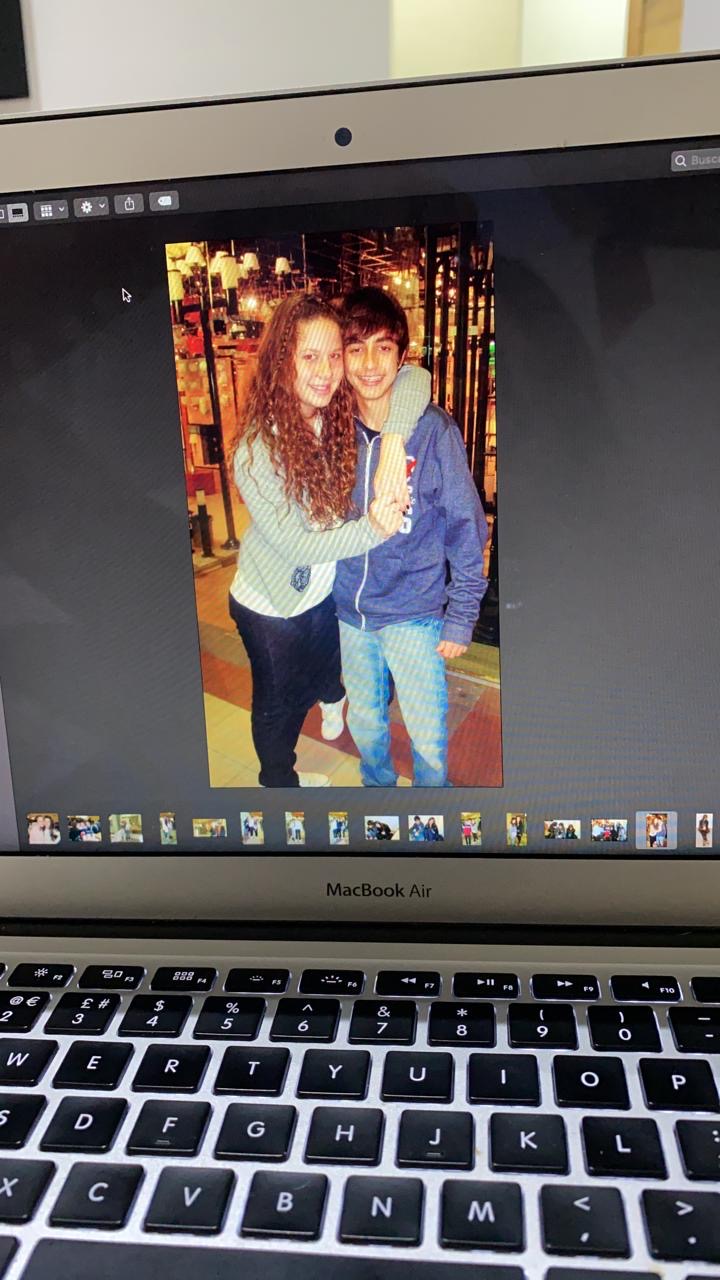 Busca
MacBook Air
F2 F3 F4 F5 F6 F7 F8 F9 F10
@ € £ # $ % ^ & * ( ) —
2 3 4 5 6 7 8 9 0 -
W E R T Y U I O P
S D F G H J K L :
;
X C V B N M < >
, .